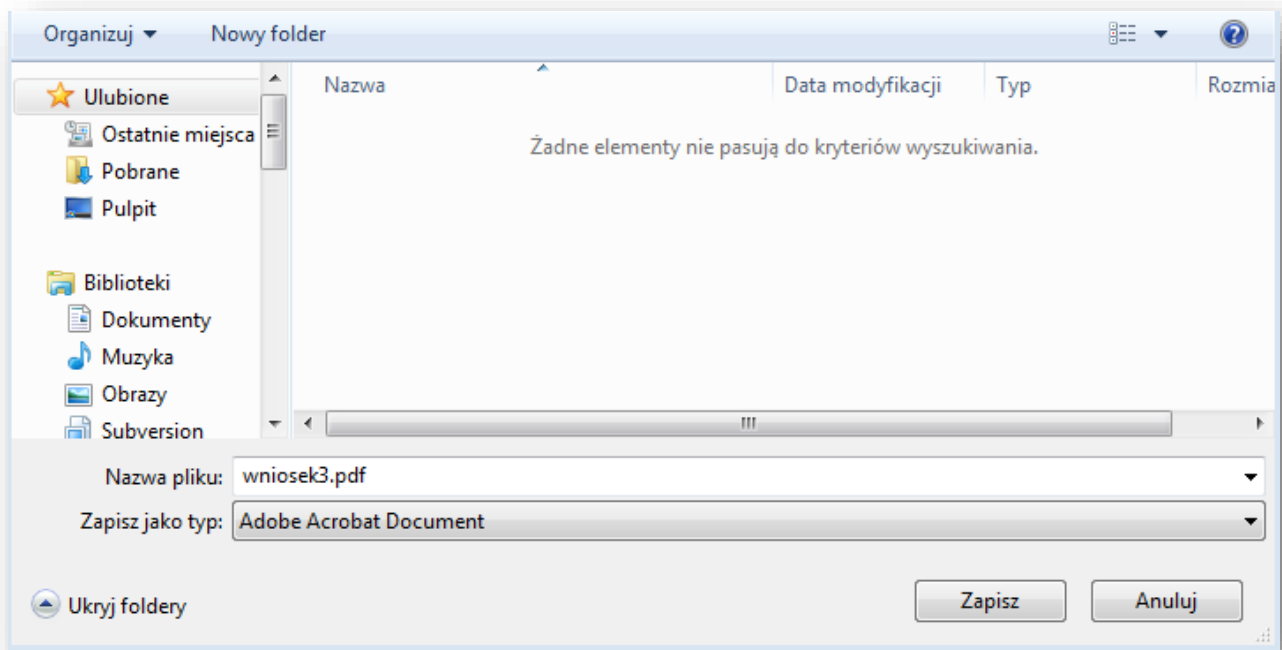 Organizuj Nowy folder
Nazwa Data modyfikacji Typ Rozmia
Żadne elementy nie pasują do kryteriów wyszukiwania.
Ulubione
Ostatnie miejsca
Pobrane
Pulpit
Biblioteki
Dokumenty
Muzyka
Obrazy
Subversion
Nazwa pliku: wniosek3.pdf
Zapisz jako typ: Adobe Acrobat Document
Ukryj foldery Zapisz Anuluj